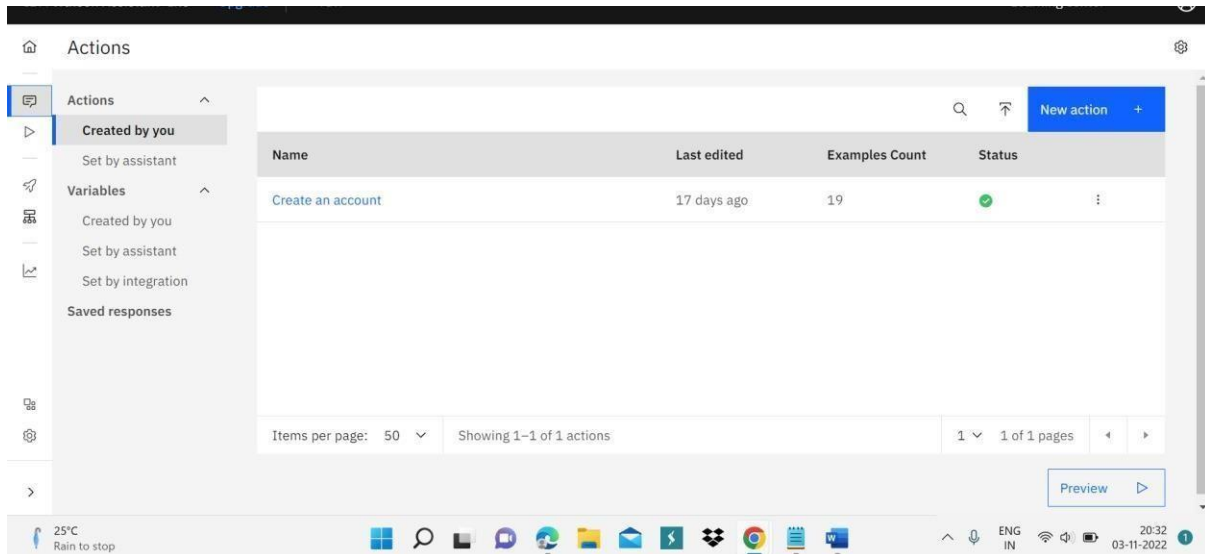 Actions
Actions
Created by you
Set by assistant
Variables
Created by you
Set by assistant
Set by integration
Saved responses
New action +
Name Last edited Examples Count Status
Create an account 17 days ago 19
Items per page: 50 Showing 1–1 of 1 actions 1 1 of 1 pages
Preview
25°C
Rain to stop
ENG
IN
20:32
03-11-2022
1